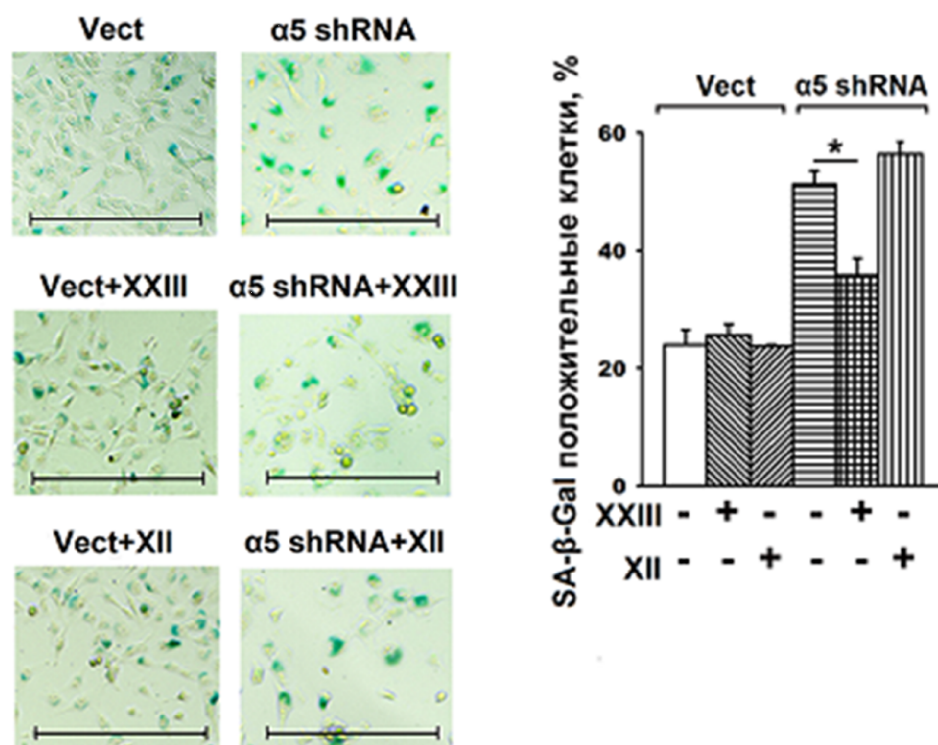 Vect
α5 shRNA
Vect+XXIII
α5 shRNA+XXIII
Vect+XII
α5 shRNA+XII
SA-β-Gal положительные клетки, %
Vect α5 shRNA
60
40
20
0
*
XXIII - + - - + -
XII - - + - - +